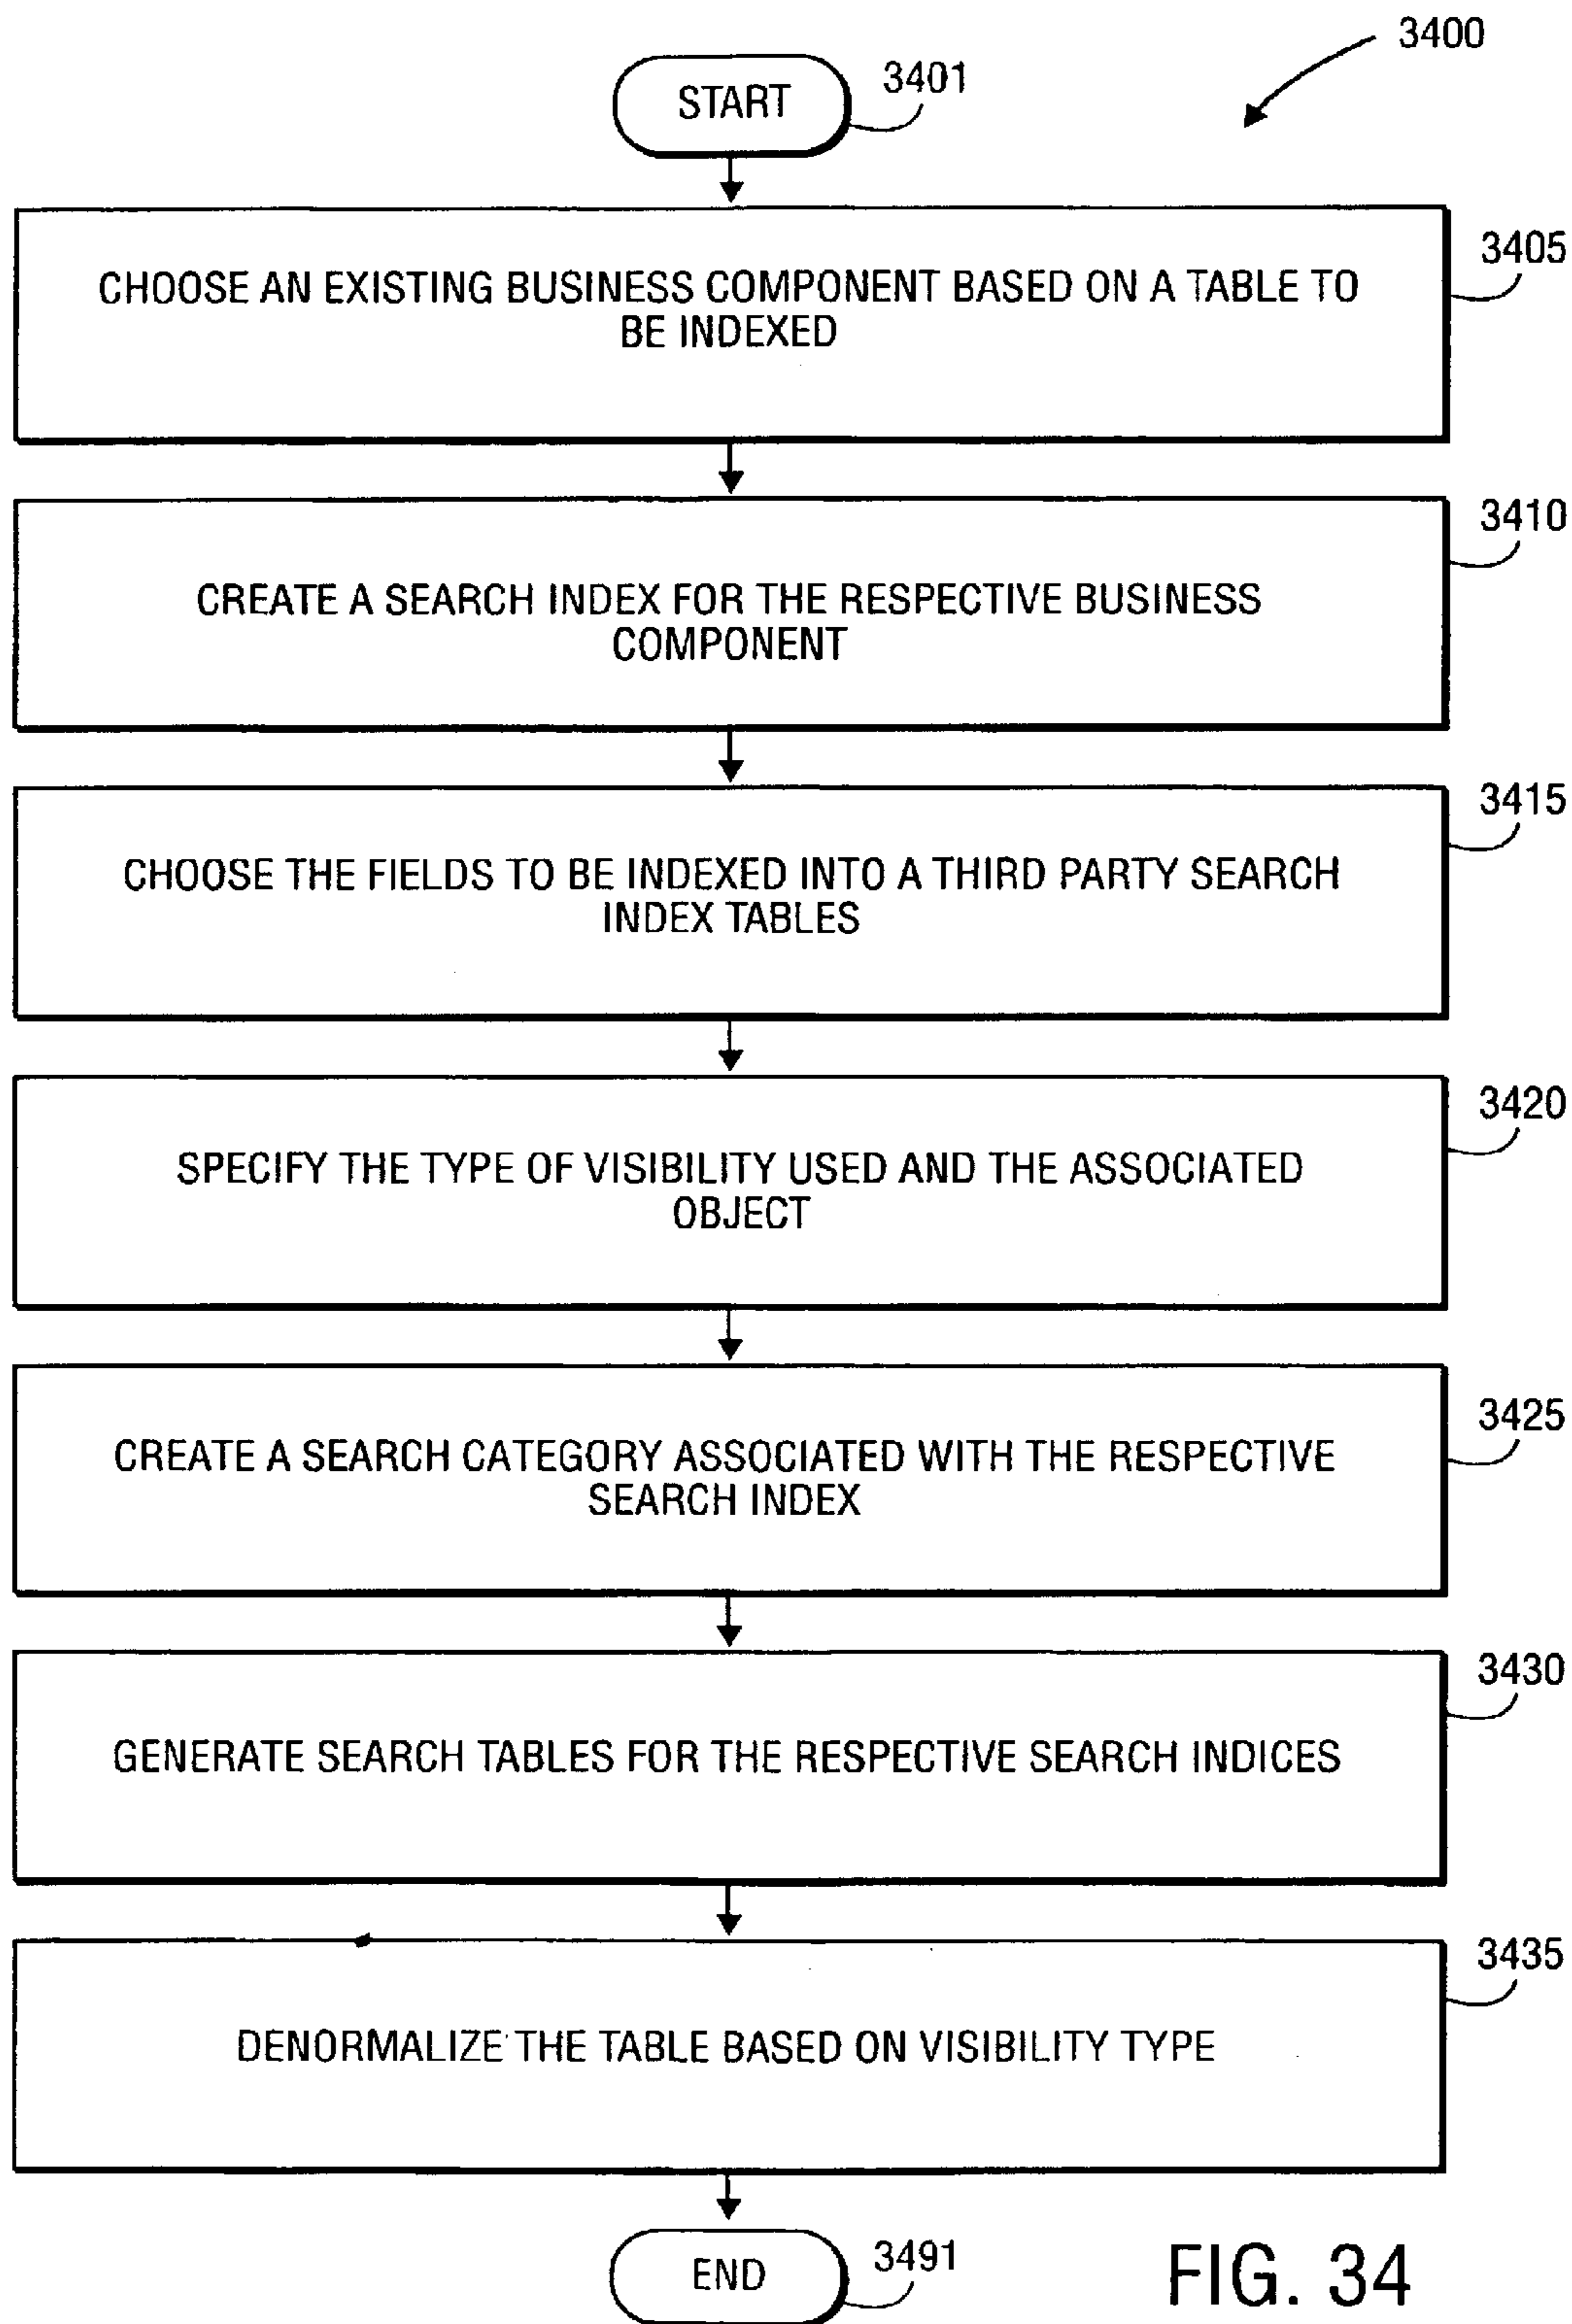 3400
START
3401
CHOOSE AN EXISTING BUSINESS COMPONENT BASED ON A TABLE TO
BE INDEXED
3405
CREATE A SEARCH INDEX FOR THE RESPECTIVE BUSINESS
COMPONENT
3410
CHOOSE THE FIELDS TO BE INDEXED INTO A THIRD PARTY SEARCH
INDEX TABLES
3415
SPECIFY THE TYPE OF VISIBILITY USED AND THE ASSOCIATED
OBJECT
3420
CREATE A SEARCH CATEGORY ASSOCIATED WITH THE RESPECTIVE
SEARCH INDEX
3425
GENERATE SEARCH TABLES FOR THE RESPECTIVE SEARCH INDICES
3430
DENORMALIZE THE TABLE BASED ON VISIBILITY TYPE
3435
END
3491
FIG. 34